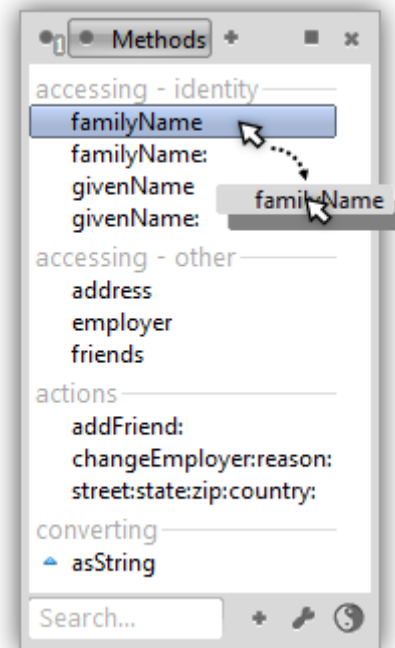 Methods
accessing - identity
familyName
familyName:
givenName
familyName
givenName:
accessing - other
address
employer
friends
actions
addFriend:
changeEmployer:reason:
street:state:zip:country:
converting
asString
Search...